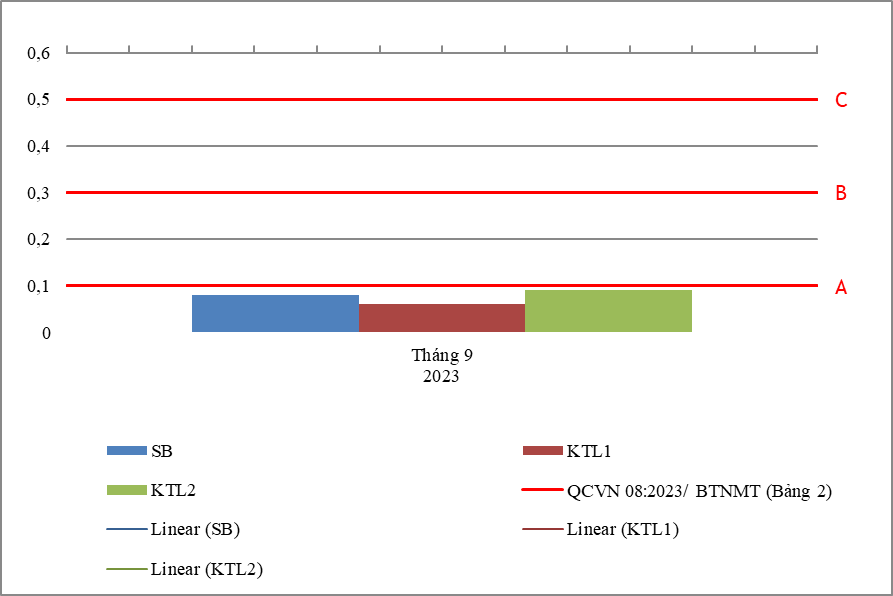 0,6
0,5
C
0,4
0,3
B
0,2
0,1
A
0
Tháng 9
2023
SB
KTL1
KTL2
QCVN 08:2023/ BTNMT (Bảng 2)
Linear (SB)
Linear (KTL1)
Linear (KTL2)